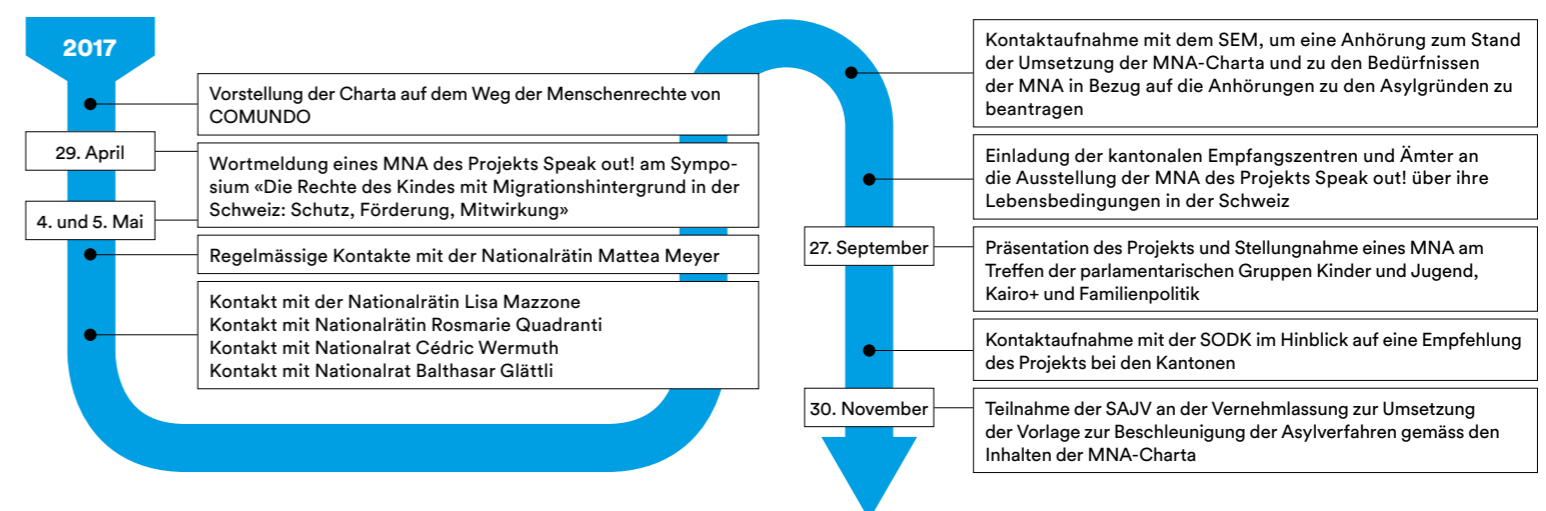 2017
Vorstellung der Charta auf dem Weg der Menschenrechte von
COMUNDO
29. April
Wortmeldung eines MNA des Projekts Speak out! am Sympo-
sium «Die Rechte des Kindes mit Migrationshintergrund in der
Schweiz: Schutz, Förderung, Mitwirkung»
4. und 5. Mai
Regelmässige Kontakte mit der Nationalrätin Mattea Meyer
Kontakt mit der Nationalrätin Lisa Mazzone
Kontakt mit Nationalrätin Rosmarie Quadranti
Kontakt mit Nationalrat Cédric Wermuth
Kontakt mit Nationalrat Balthasar Glättli
Kontaktaufnahme mit dem SEM, um eine Anhörung zum Stand
der Umsetzung der MNA-Charta und zu den Bedürfnissen
der MNA in Bezug auf die Anhörungen zu den Asylgründen zu
beantragen
Einladung der kantonalen Empfangszentren und Ämter an
die Ausstellung der MNA des Projekts Speak out! über ihre
Lebensbedingungen in der Schweiz
27. September
Präsentation des Projekts und Stellungnahme eines MNA am
Treffen der parlamentarischen Gruppen Kinder und Jugend,
Kairo+ und Familienpolitik
Kontaktaufnahme mit der SODK im Hinblick auf eine Empfehlung
des Projekts bei den Kantonen
30. November
Teilnahme der SAJV an der Vernehmlassung zur Umsetzung
der Vorlage zur Beschleunigung der Asylverfahren gemäss den
Inhalten der MNA-Charta